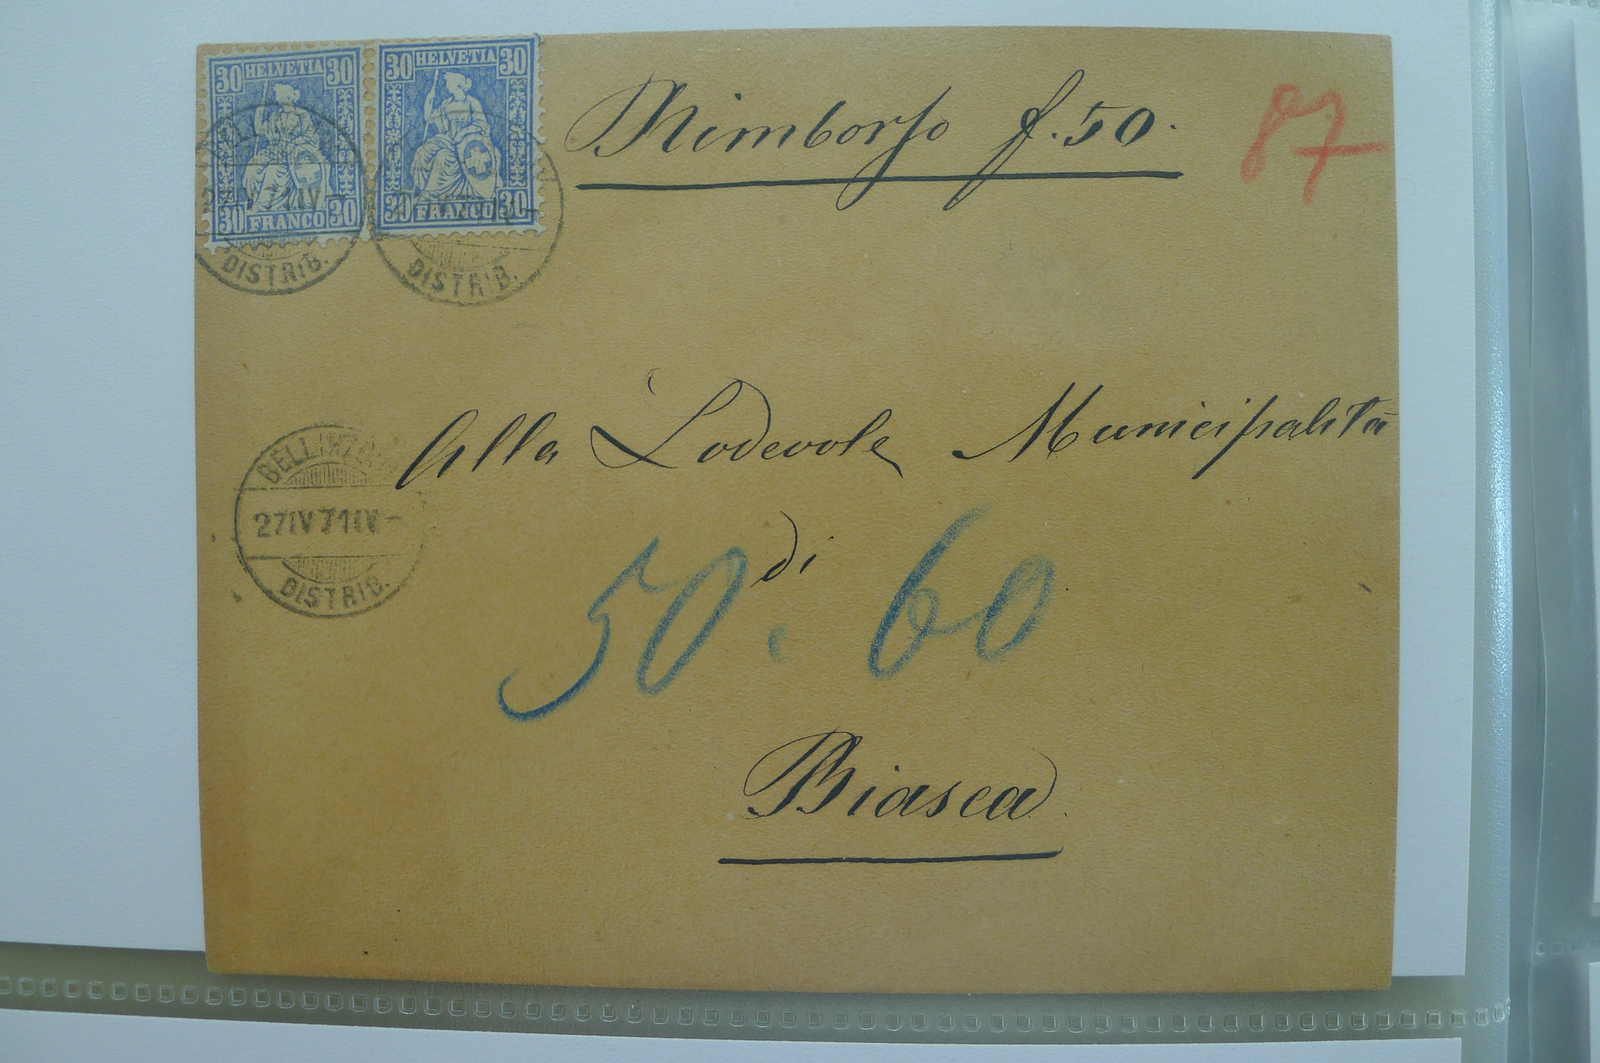 30 HELVETIA 30
30 FRANCO 30
30 HELVETIA 30
30 FRANCO 30
DISTRIB.
DISTRIB.
Rimborso f. 50.
87
BELLINZONA
27 IV 71 IV -
DISTRIB.
Alla Lodevole Municipalità
di
50. 60
Biasca